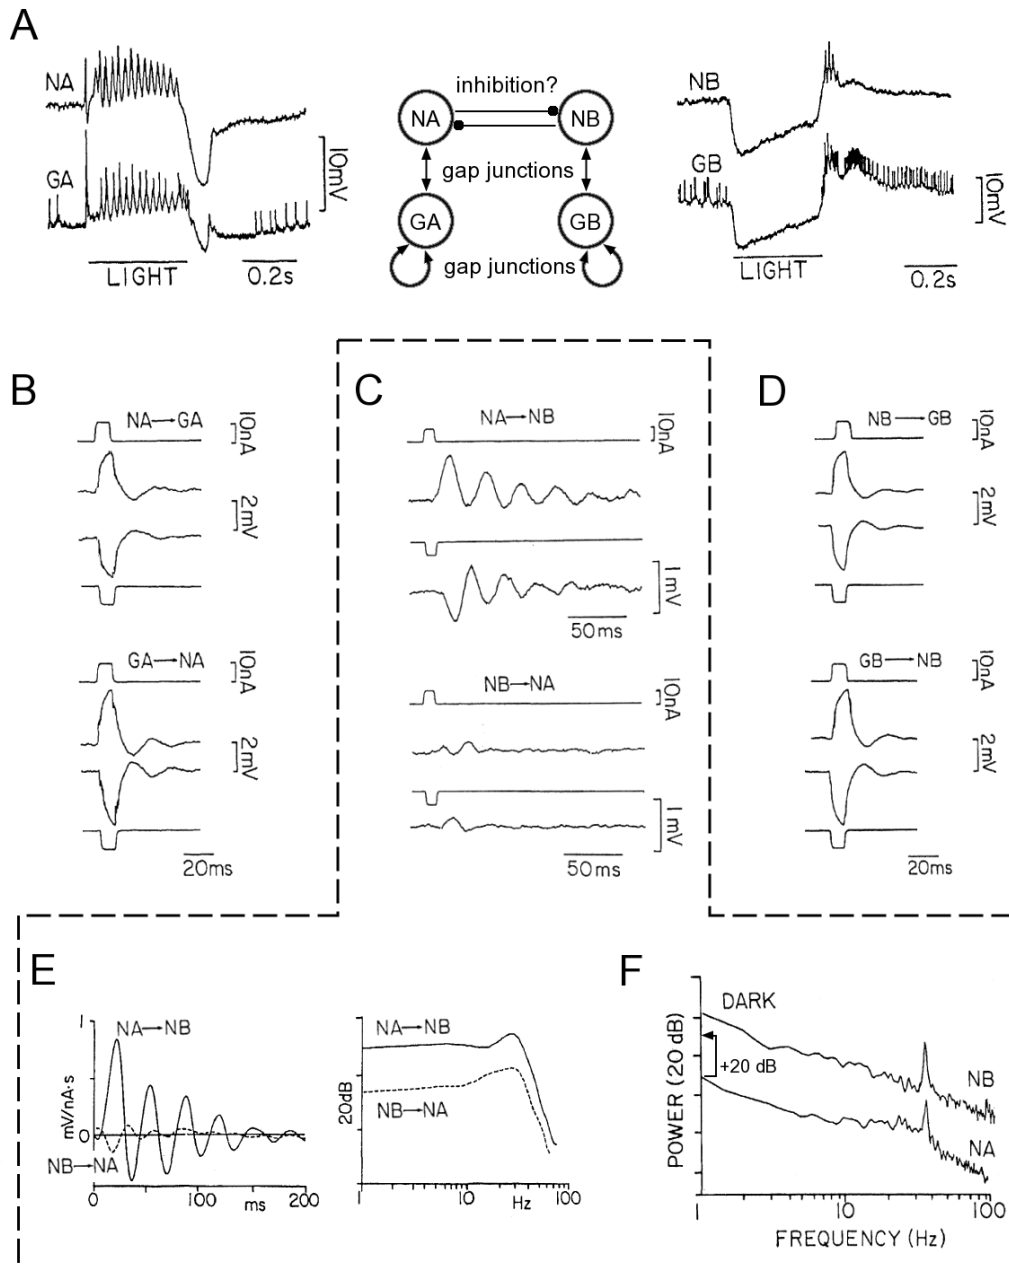 A
NA
GA
10mV
LIGHT
0.2s
inhibition?
NA
NB
gap junctions
GA
GB
gap junctions
NB
GB
10mV
LIGHT
0.2s
B
NA→GA
10nA
2mV
GA→NA
10nA
2mV
20ms
C
NA→NB
10nA
1mV
50ms
NB→NA
10nA
1mV
50ms
D
NB→GB
10nA
2mV
GB→NB
10nA
2mV
20ms
E
1
NA→NB
mV/nA·s
0
NB→NA
0
100
200
ms
NA→NB
20dB
NB→NA
1
10
Hz
100
F
DARK
+20 dB
NB
NA
POWER (20 dB)
1
10
100
FREQUENCY (Hz)